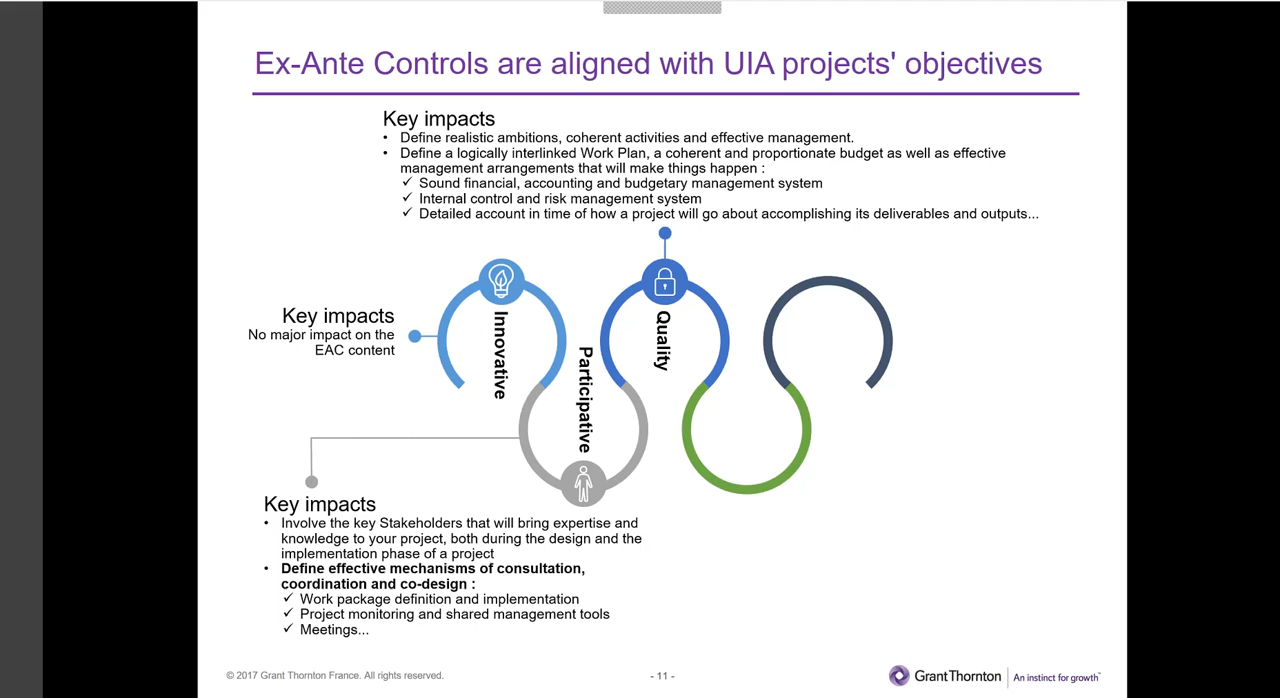 Ex-Ante Controls are aligned with UIA projects' objectives
Key impacts
• Define realistic ambitions, coherent activities and effective management.
• Define a logically interlinked Work Plan, a coherent and proportionate budget as well as effective
management arrangements that will make things happen :
✓ Sound financial, accounting and budgetary management system
✓ Internal control and risk management system
✓ Detailed account in time of how a project will go about accomplishing its deliverables and outputs...
Key impacts
No major impact on the
EAC content
Innovative
Participative
Quality
Key impacts
• Involve the key Stakeholders that will bring expertise and
knowledge to your project, both during the design and the
implementation phase of a project
• Define effective mechanisms of consultation,
coordination and co-design :
✓ Work package definition and implementation
✓ Project monitoring and shared management tools
✓ Meetings...
© 2017 Grant Thornton France. All rights reserved.
- 11 -
GrantThornton
An instinct for growth™